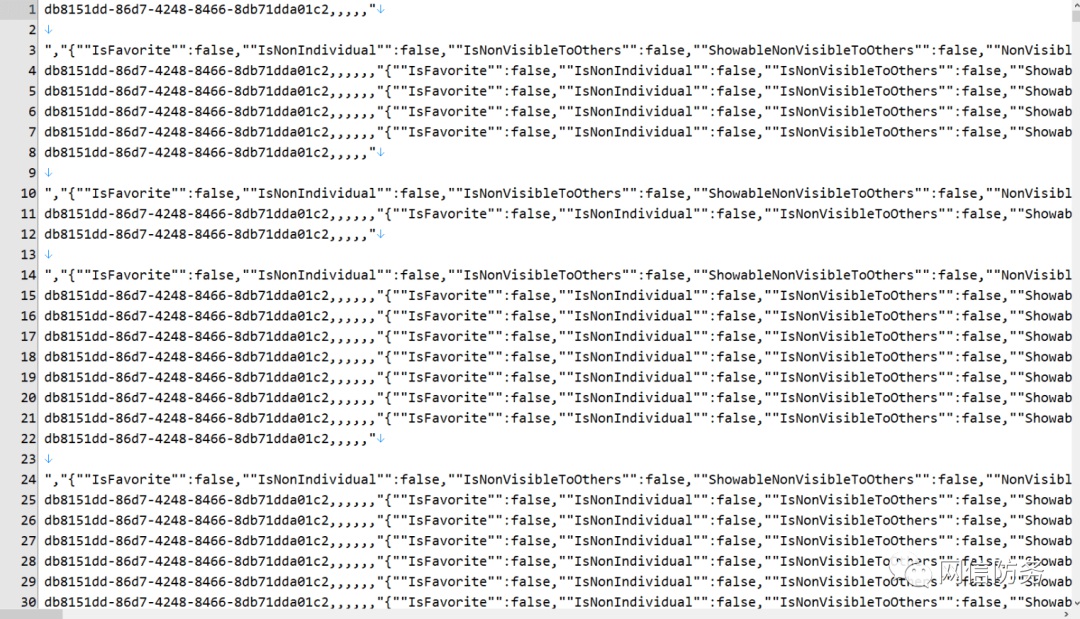 1 db8151dd-86d7-4248-8466-8db71dda01c2,,,,,"↓
2 ↓
3 ","{""IsFavorite"":false,""IsNonIndividual"":false,""IsNonVisibleToOthers"":false,""ShowableNonVisibleToOthers"":false,""NonVisibl
4 db8151dd-86d7-4248-8466-8db71dda01c2,,,,,,"{""IsFavorite"":false,""IsNonIndividual"":false,""IsNonVisibleToOthers"":false,""Showab
5 db8151dd-86d7-4248-8466-8db71dda01c2,,,,,,"{""IsFavorite"":false,""IsNonIndividual"":false,""IsNonVisibleToOthers"":false,""Showab
6 db8151dd-86d7-4248-8466-8db71dda01c2,,,,,,"{""IsFavorite"":false,""IsNonIndividual"":false,""IsNonVisibleToOthers"":false,""Showab
7 db8151dd-86d7-4248-8466-8db71dda01c2,,,,,,"{""IsFavorite"":false,""IsNonIndividual"":false,""IsNonVisibleToOthers"":false,""Showab
8 db8151dd-86d7-4248-8466-8db71dda01c2,,,,,"↓
9 ↓
10 ","{""IsFavorite"":false,""IsNonIndividual"":false,""IsNonVisibleToOthers"":false,""ShowableNonVisibleToOthers"":false,""NonVisibl
11 db8151dd-86d7-4248-8466-8db71dda01c2,,,,,,"{""IsFavorite"":false,""IsNonIndividual"":false,""IsNonVisibleToOthers"":false,""Showab
12 db8151dd-86d7-4248-8466-8db71dda01c2,,,,,"↓
13 ↓
14 ","{""IsFavorite"":false,""IsNonIndividual"":false,""IsNonVisibleToOthers"":false,""ShowableNonVisibleToOthers"":false,""NonVisibl
15 db8151dd-86d7-4248-8466-8db71dda01c2,,,,,,"{""IsFavorite"":false,""IsNonIndividual"":false,""IsNonVisibleToOthers"":false,""Showab
16 db8151dd-86d7-4248-8466-8db71dda01c2,,,,,,"{""IsFavorite"":false,""IsNonIndividual"":false,""IsNonVisibleToOthers"":false,""Showab
17 db8151dd-86d7-4248-8466-8db71dda01c2,,,,,,"{""IsFavorite"":false,""IsNonIndividual"":false,""IsNonVisibleToOthers"":false,""Showab
18 db8151dd-86d7-4248-8466-8db71dda01c2,,,,,,"{""IsFavorite"":false,""IsNonIndividual"":false,""IsNonVisibleToOthers"":false,""Showab
19 db8151dd-86d7-4248-8466-8db71dda01c2,,,,,,"{""IsFavorite"":false,""IsNonIndividual"":false,""IsNonVisibleToOthers"":false,""Showab
20 db8151dd-86d7-4248-8466-8db71dda01c2,,,,,,"{""IsFavorite"":false,""IsNonIndividual"":false,""IsNonVisibleToOthers"":false,""Showab
21 db8151dd-86d7-4248-8466-8db71dda01c2,,,,,,"{""IsFavorite"":false,""IsNonIndividual"":false,""IsNonVisibleToOthers"":false,""Showab
22 db8151dd-86d7-4248-8466-8db71dda01c2,,,,,"↓
23 ↓
24 ","{""IsFavorite"":false,""IsNonIndividual"":false,""IsNonVisibleToOthers"":false,""ShowableNonVisibleToOthers"":false,""NonVisibl
25 db8151dd-86d7-4248-8466-8db71dda01c2,,,,,,"{""IsFavorite"":false,""IsNonIndividual"":false,""IsNonVisibleToOthers"":false,""Showab
26 db8151dd-86d7-4248-8466-8db71dda01c2,,,,,,"{""IsFavorite"":false,""IsNonIndividual"":false,""IsNonVisibleToOthers"":false,""Showab
27 db8151dd-86d7-4248-8466-8db71dda01c2,,,,,,"{""IsFavorite"":false,""IsNonIndividual"":false,""IsNonVisibleToOthers"":false,""Showab
28 db8151dd-86d7-4248-8466-8db71dda01c2,,,,,,"{""IsFavorite"":false,""IsNonIndividual"":false,""IsNonVisibleToOthers"":false,""Showab
29 db8151dd-86d7-4248-8466-8db71dda01c2,,,,,,"{""IsFavorite"":false,""IsNonIndividual"":false,""IsNonVisibleToOthers"":false,""Showab
30 db8151dd-86d7-4248-8466-8db71dda01c2,,,,,,"{""IsFavorite"":false,""IsNonIndividual"":false,""IsNonVisibleToOthers"":false,""Showab
网信防务